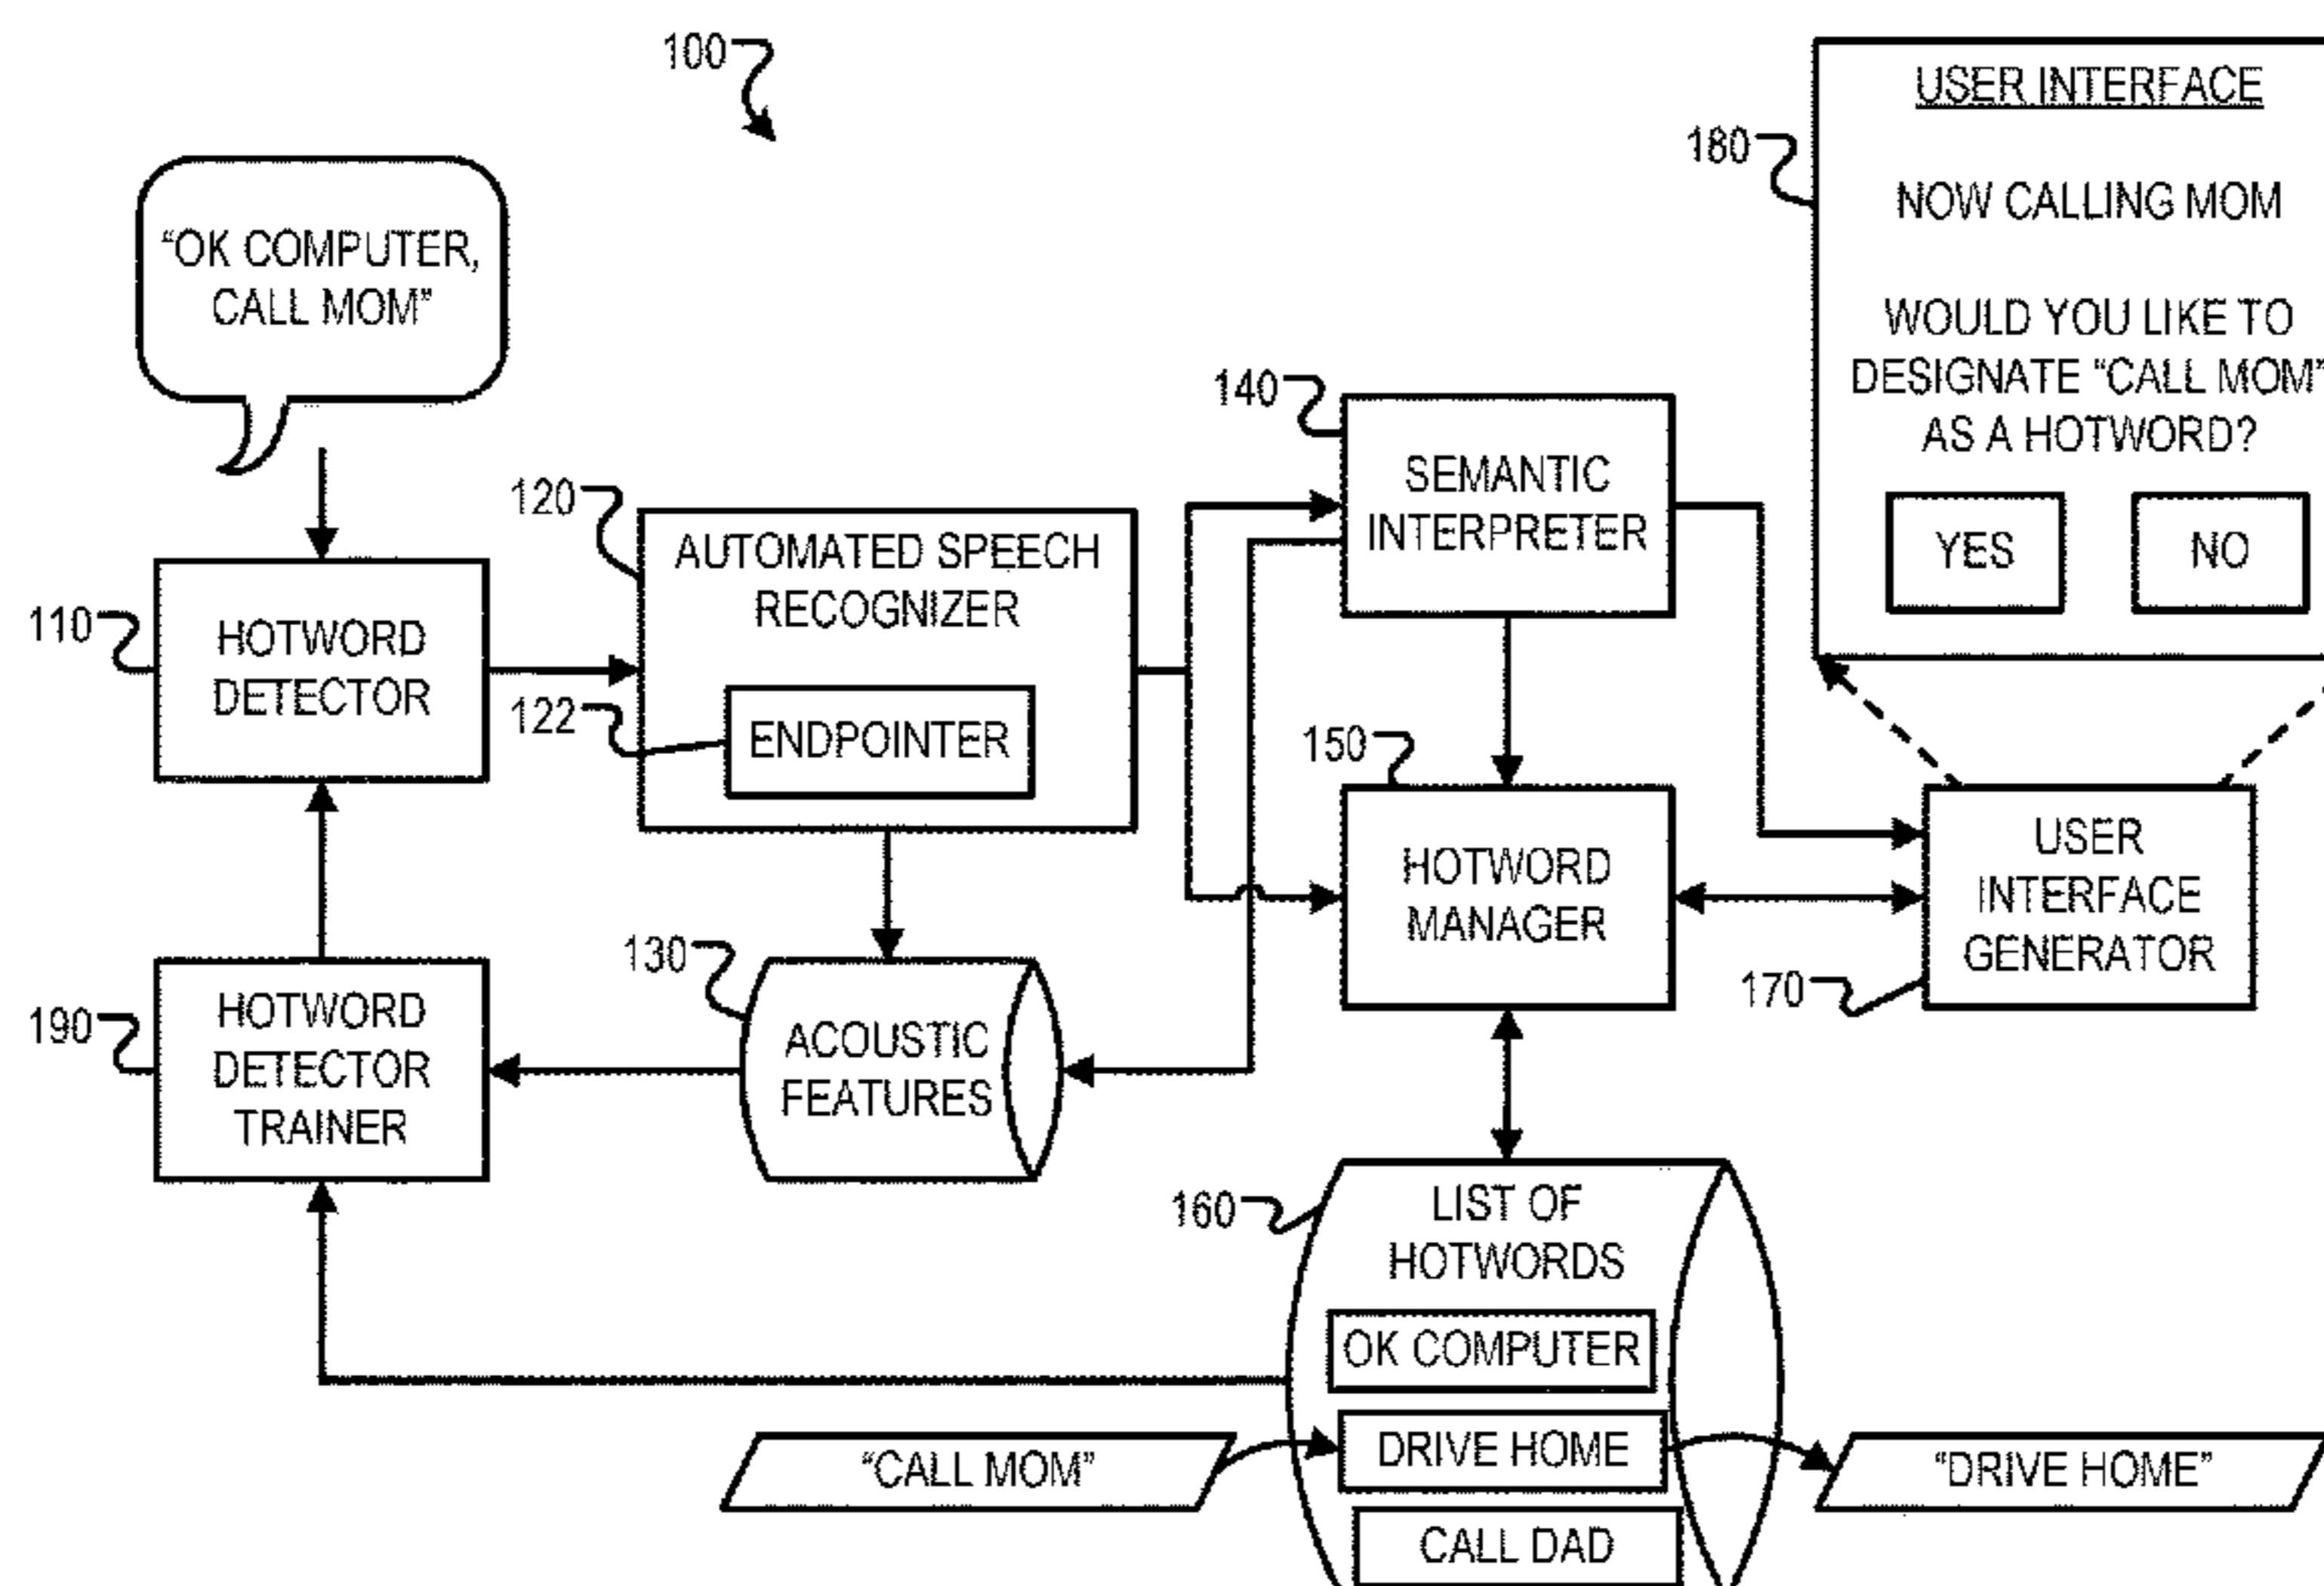 100
USER INTERFACE
180
NOW CALLING MOM
WOULD YOU LIKE TO
DESIGNATE "CALL MOM"
AS A HOTWORD?
YES
NO
"OK COMPUTER,
CALL MOM"
140
SEMANTIC
INTERPRETER
120
AUTOMATED SPEECH
RECOGNIZER
110
HOTWORD
DETECTOR
122
ENDPOINTER
150
HOTWORD
MANAGER
USER
INTERFACE
GENERATOR
170
130
ACOUSTIC
FEATURES
190
HOTWORD
DETECTOR
TRAINER
160
LIST OF
HOTWORDS
OK COMPUTER
"CALL MOM"
DRIVE HOME
"DRIVE HOME"
CALL DAD